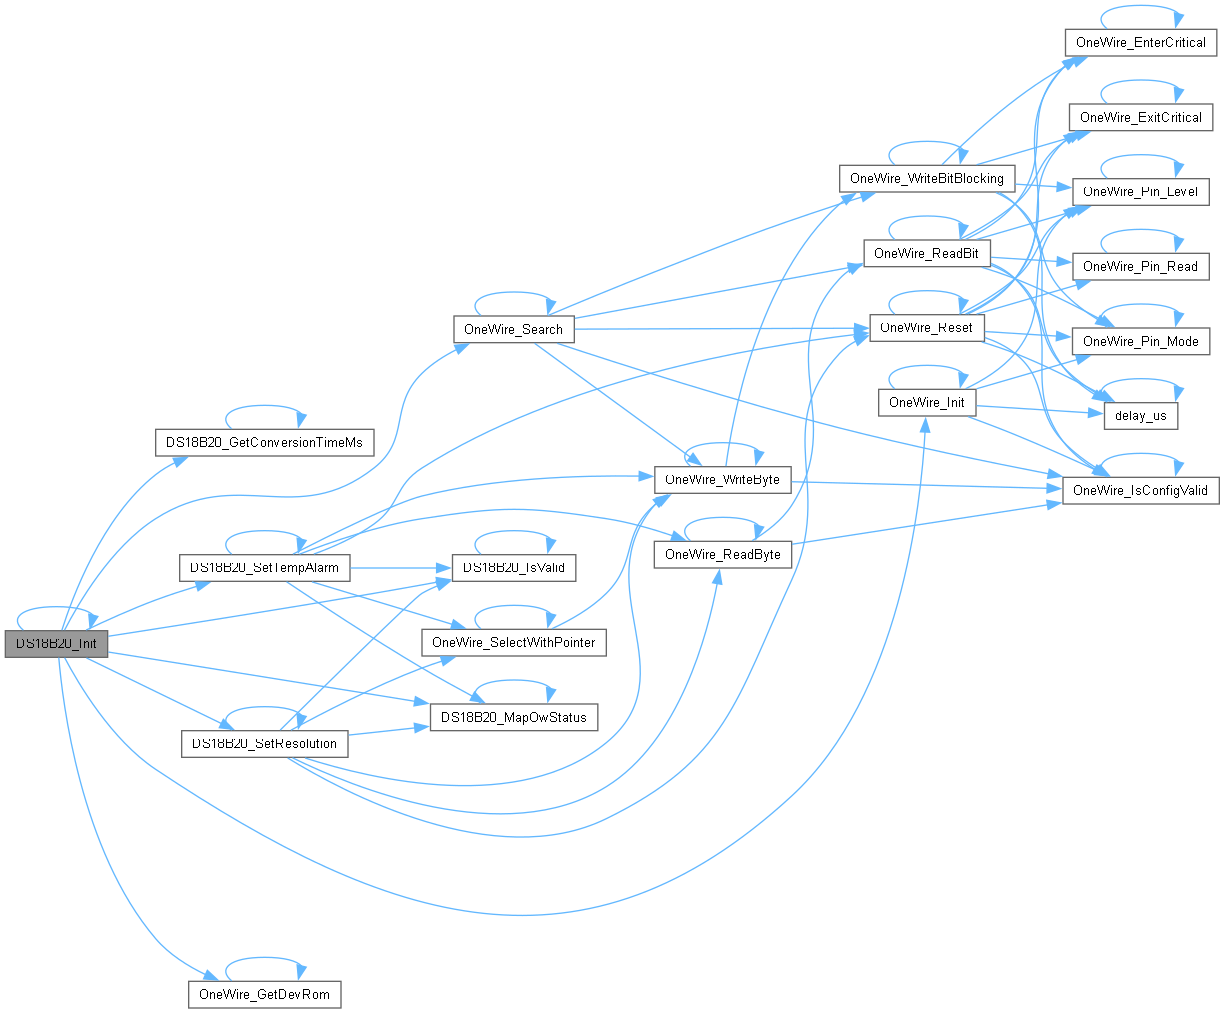 OneWire_EnterCritical
OneWire_ExitCritical
OneWire_WriteBitBlocking
OneWire_Pin_Level
OneWire_ReadBit
OneWire_Pin_Read
OneWire_Search
OneWire_Reset
OneWire_Pin_Mode
OneWire_Init
delay_us
DS18B20_GetConversionTimeMs
OneWire_WriteByte
OneWire_IsConfigValid
OneWire_ReadByte
DS18B20_SetTempAlarm
DS18B20_IsValid
DS18B20_Init
OneWire_SelectWithPointer
DS18B20_MapOwStatus
DS18B20_SetResolution
OneWire_GetDevRom